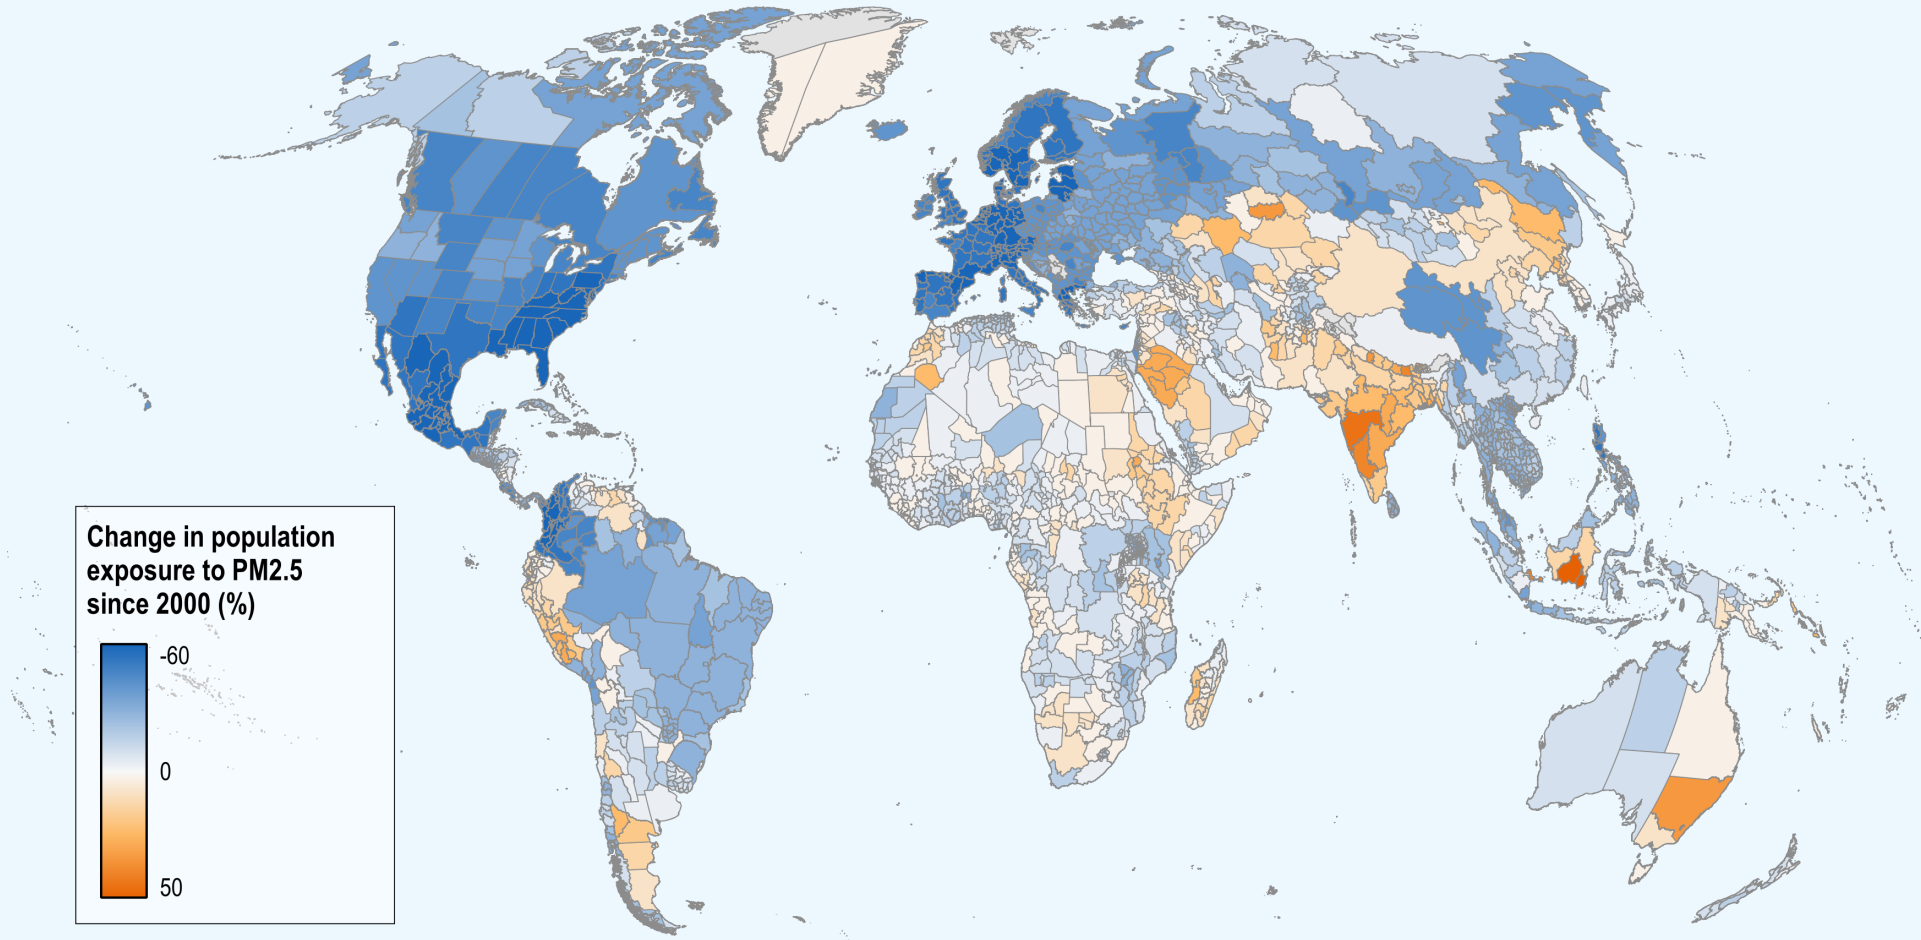 Change in population
exposure to PM2.5
since 2000 (%)
-60
0
50